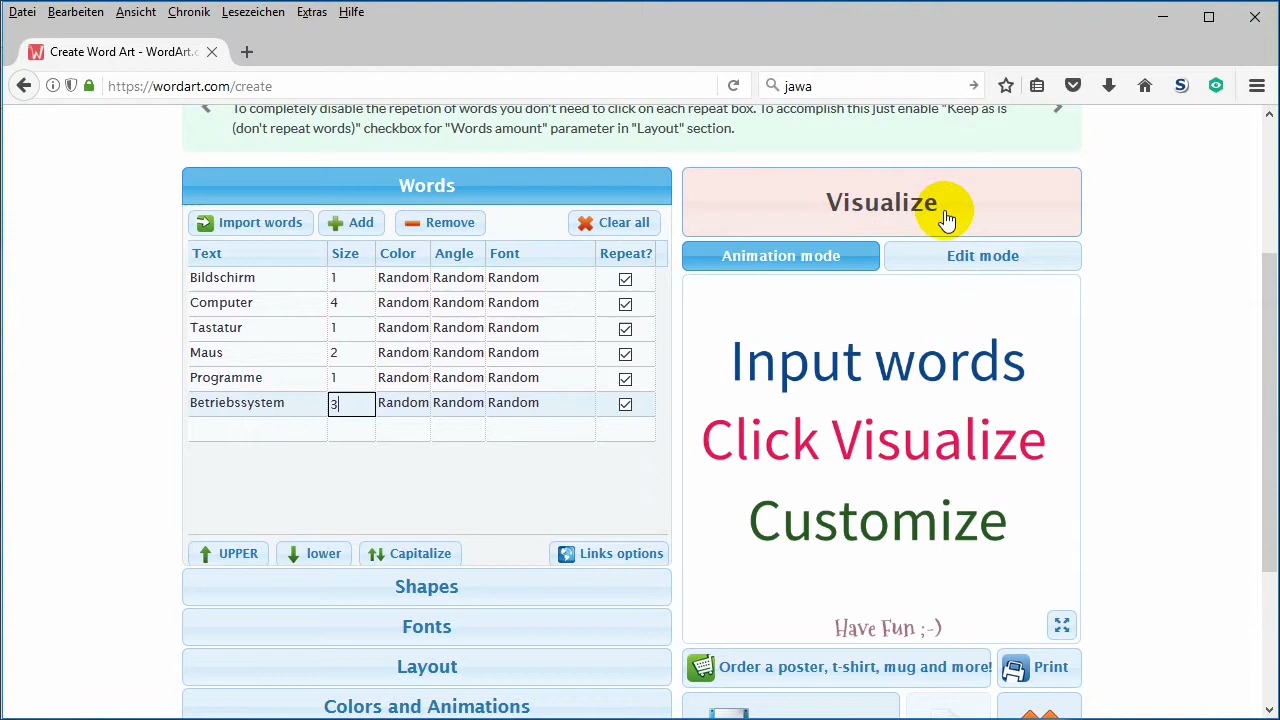 Datei Bearbeiten Ansicht Chronik Lesezeichen Extras Hilfe
Create Word Art - WordArt.c
https://wordart.com/create
jawa
To completely disable the repetion of words you don't need to click on each repeat box. To accomplish this just enable "Keep as is
(don't repeat words)" checkbox for "Words amount" parameter in "Layout" section.
Words
Import words Add Remove Clear all
Text Size Color Angle Font Repeat?
Bildschirm 1 Random Random Random
Computer 4 Random Random Random
Tastatur 1 Random Random Random
Maus 2 Random Random Random
Programme 1 Random Random Random
Betriebssystem 3 Random Random Random
UPPER lower Capitalize Links options
Shapes
Fonts
Layout
Colors and Animations
Visualize
Animation mode Edit mode
Input words
Click Visualize
Customize
Have Fun ;-)
Order a poster, t-shirt, mug and more! Print